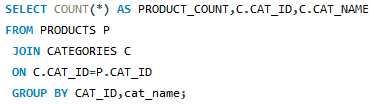 SELECT COUNT(*) AS PRODUCT_COUNT,C.CAT_ID,C.CAT_NAME
FROM PRODUCTS P
JOIN CATEGORIES C
ON C.CAT_ID=P.CAT_ID
GROUP BY CAT_ID,cat_name;